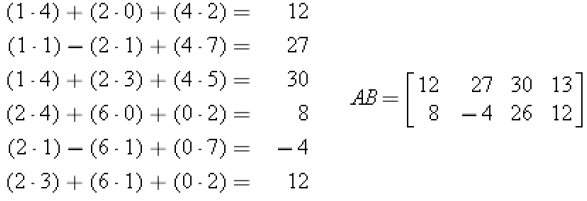 (1 · 4) + (2 · 0) + (4 · 2) = 12
(1 · 1) − (2 · 1) + (4 · 7) = 27
(1 · 4) + (2 · 3) + (4 · 5) = 30
(2 · 4) + (6 · 0) + (0 · 2) = 8
(2 · 1) − (6 · 1) + (0 · 7) = − 4
(2 · 3) + (6 · 1) + (0 · 2) = 12
AB = [12 27 30 13
8 − 4 26 12]